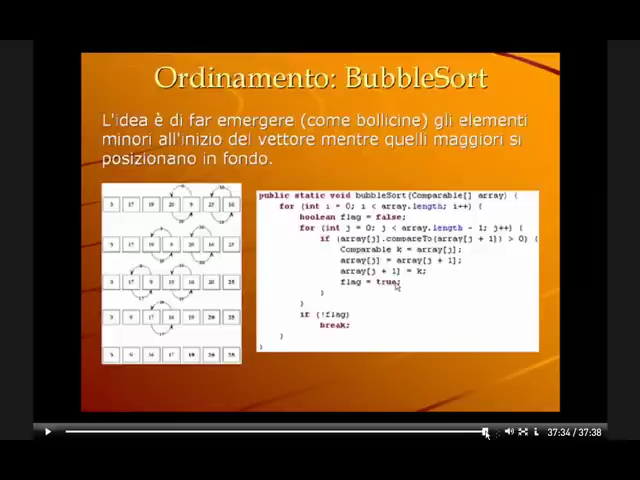 Ordinamento: BubbleSort
L'idea è di far emergere (come bollicine) gli elementi
minori all'inizio del vettore mentre quelli maggiori si
posizionano in fondo.
public static void bubbleSort(Comparable[] array) {
for (int i = 0; i < array.length; i++) {
boolean flag = false;
for (int j = 0; j < array.length - 1; j++) {
if (array[j].compareTo(array[j + 1]) > 0) {
Comparable k = array[j];
array[j] = array[j + 1];
array[j + 1] = k;
flag = true;
}
}
if (!flag)
break;
}
}
37:34 / 37:38